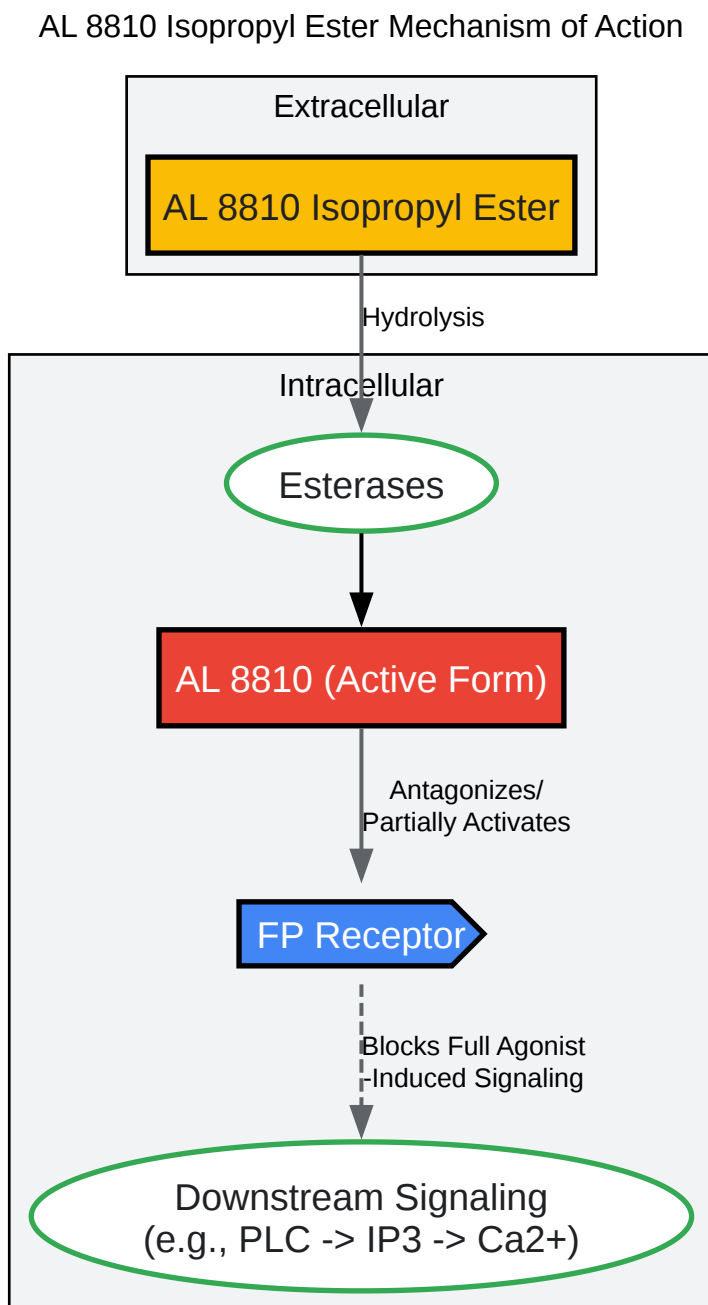 AL 8810 Isopropyl Ester Mechanism of Action
Extracellular
AL 8810 Isopropyl Ester
Hydrolysis
Intracellular
Esterases
AL 8810 (Active Form)
Antagonizes/
Partially Activates
FP Receptor
Blocks Full Agonist
-Induced Signaling
Downstream Signaling
(e.g., PLC -> IP3 -> Ca2+)